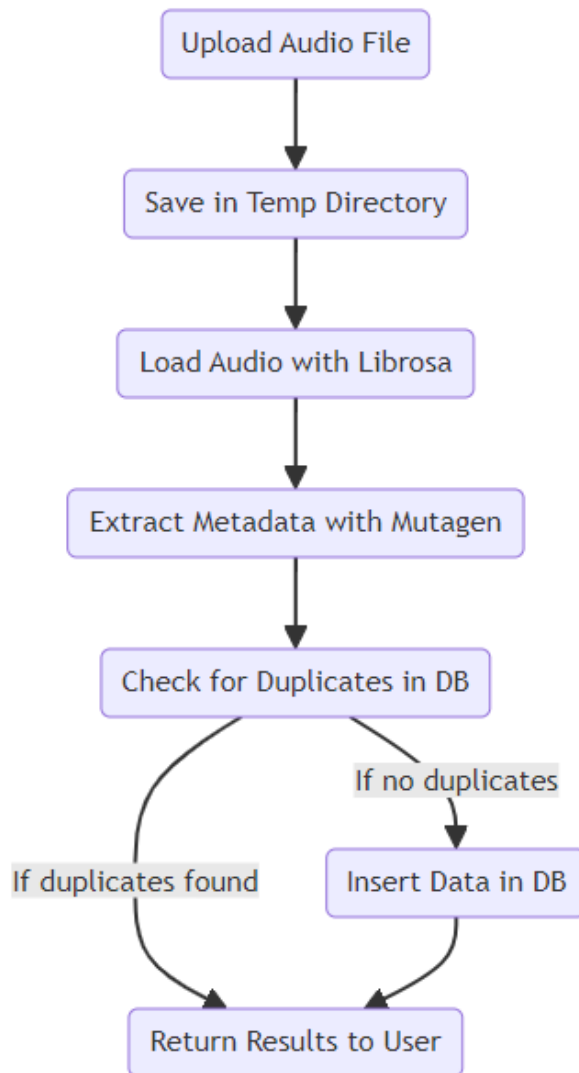 Upload Audio File
Save in Temp Directory
Load Audio with Librosa
Extract Metadata with Mutagen
Check for Duplicates in DB
If no duplicates
If duplicates found
Insert Data in DB
Return Results to User